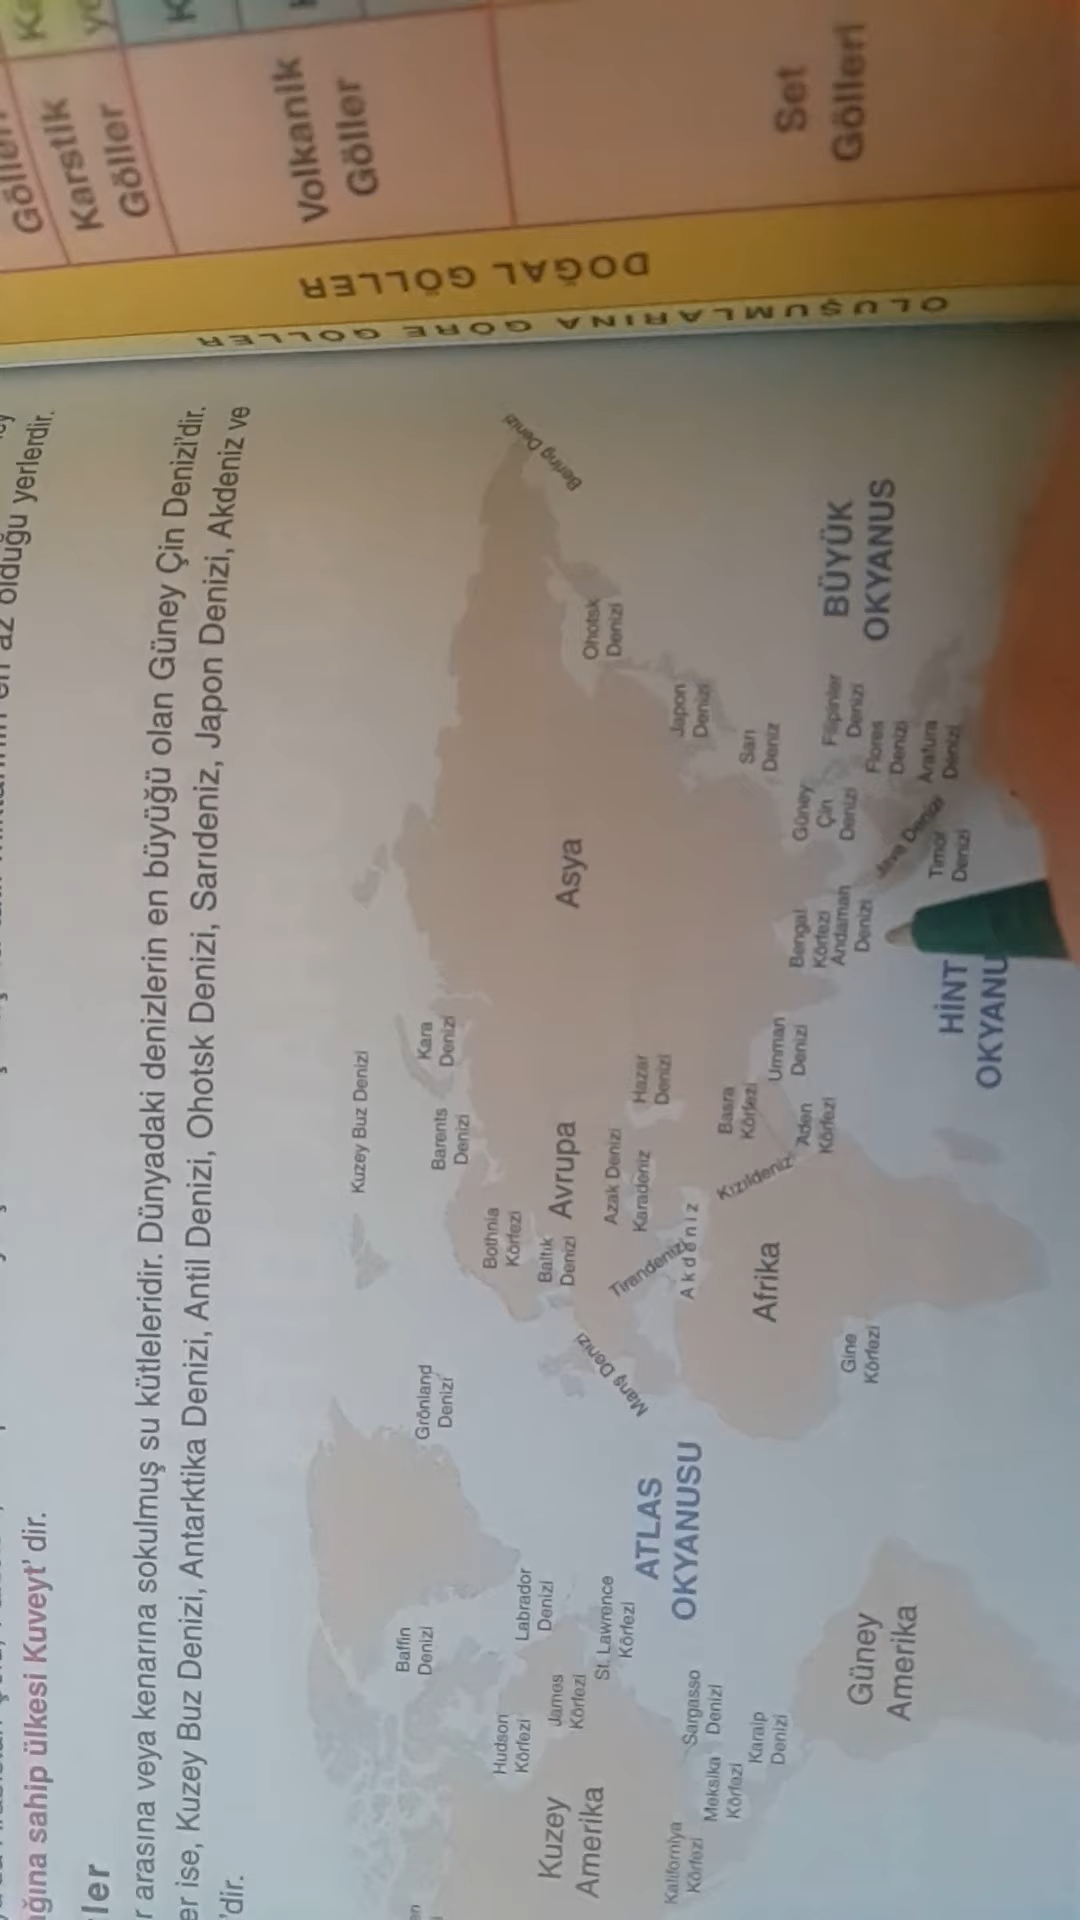 yerlerdir.
ğına sahip ülkesi Kuveyt' dir.
ler
arasına veya kenarına sokulmuş su kütleleridir. Dünyadaki denizlerin en büyüğü olan Güney Çin Denizi'dir.
er ise, Kuzey Buz Denizi, Antarktika Denizi, Antil Denizi, Ohotsk Denizi, Sarıdeniz, Japon Denizi, Akdeniz ve
'dir.
Kuzey Buz Denizi
Bering Denizi
Baffin
Denizi
Grönland
Denizi
Barents
Denizi
Kara
Denizi
Hudson
Körfezi
Labrador
Denizi
Bothnia
Körfezi
Kuzey
Amerika
James
Körfezi
St. Lawrence
Körfezi
Manş Denizi
Baltık
Denizi
Avrupa
Asya
Ohotsk
Denizi
ATLAS
OKYANUSU
Tirandenizi
Azak Denizi
Karadeniz
Hazar
Denizi
Japon
Denizi
Kaliforniya
Körfezi
Meksika
Körfezi
Sargasso
Denizi
Akdeniz
Kızıldeniz
Basra
Körfezi
Sarı
Deniz
Karaip
Denizi
Afrika
Aden
Körfezi
Umman
Denizi
Bengal
Körfezi
Andaman
Denizi
Güney
Çin
Denizi
Filipinler
Denizi
BÜYÜK
OKYANUS
Güney
Amerika
Gine
Körfezi
Flores
Denizi
Java Denizi
Timor
Denizi
Arafura
Denizi
HİNT
OKYANU
OLUŞUMLARINA GÖRE GÖLLER
DOĞAL GÖLLER
Karstik
Göller
Volkanik
Göller
Set
Gölleri